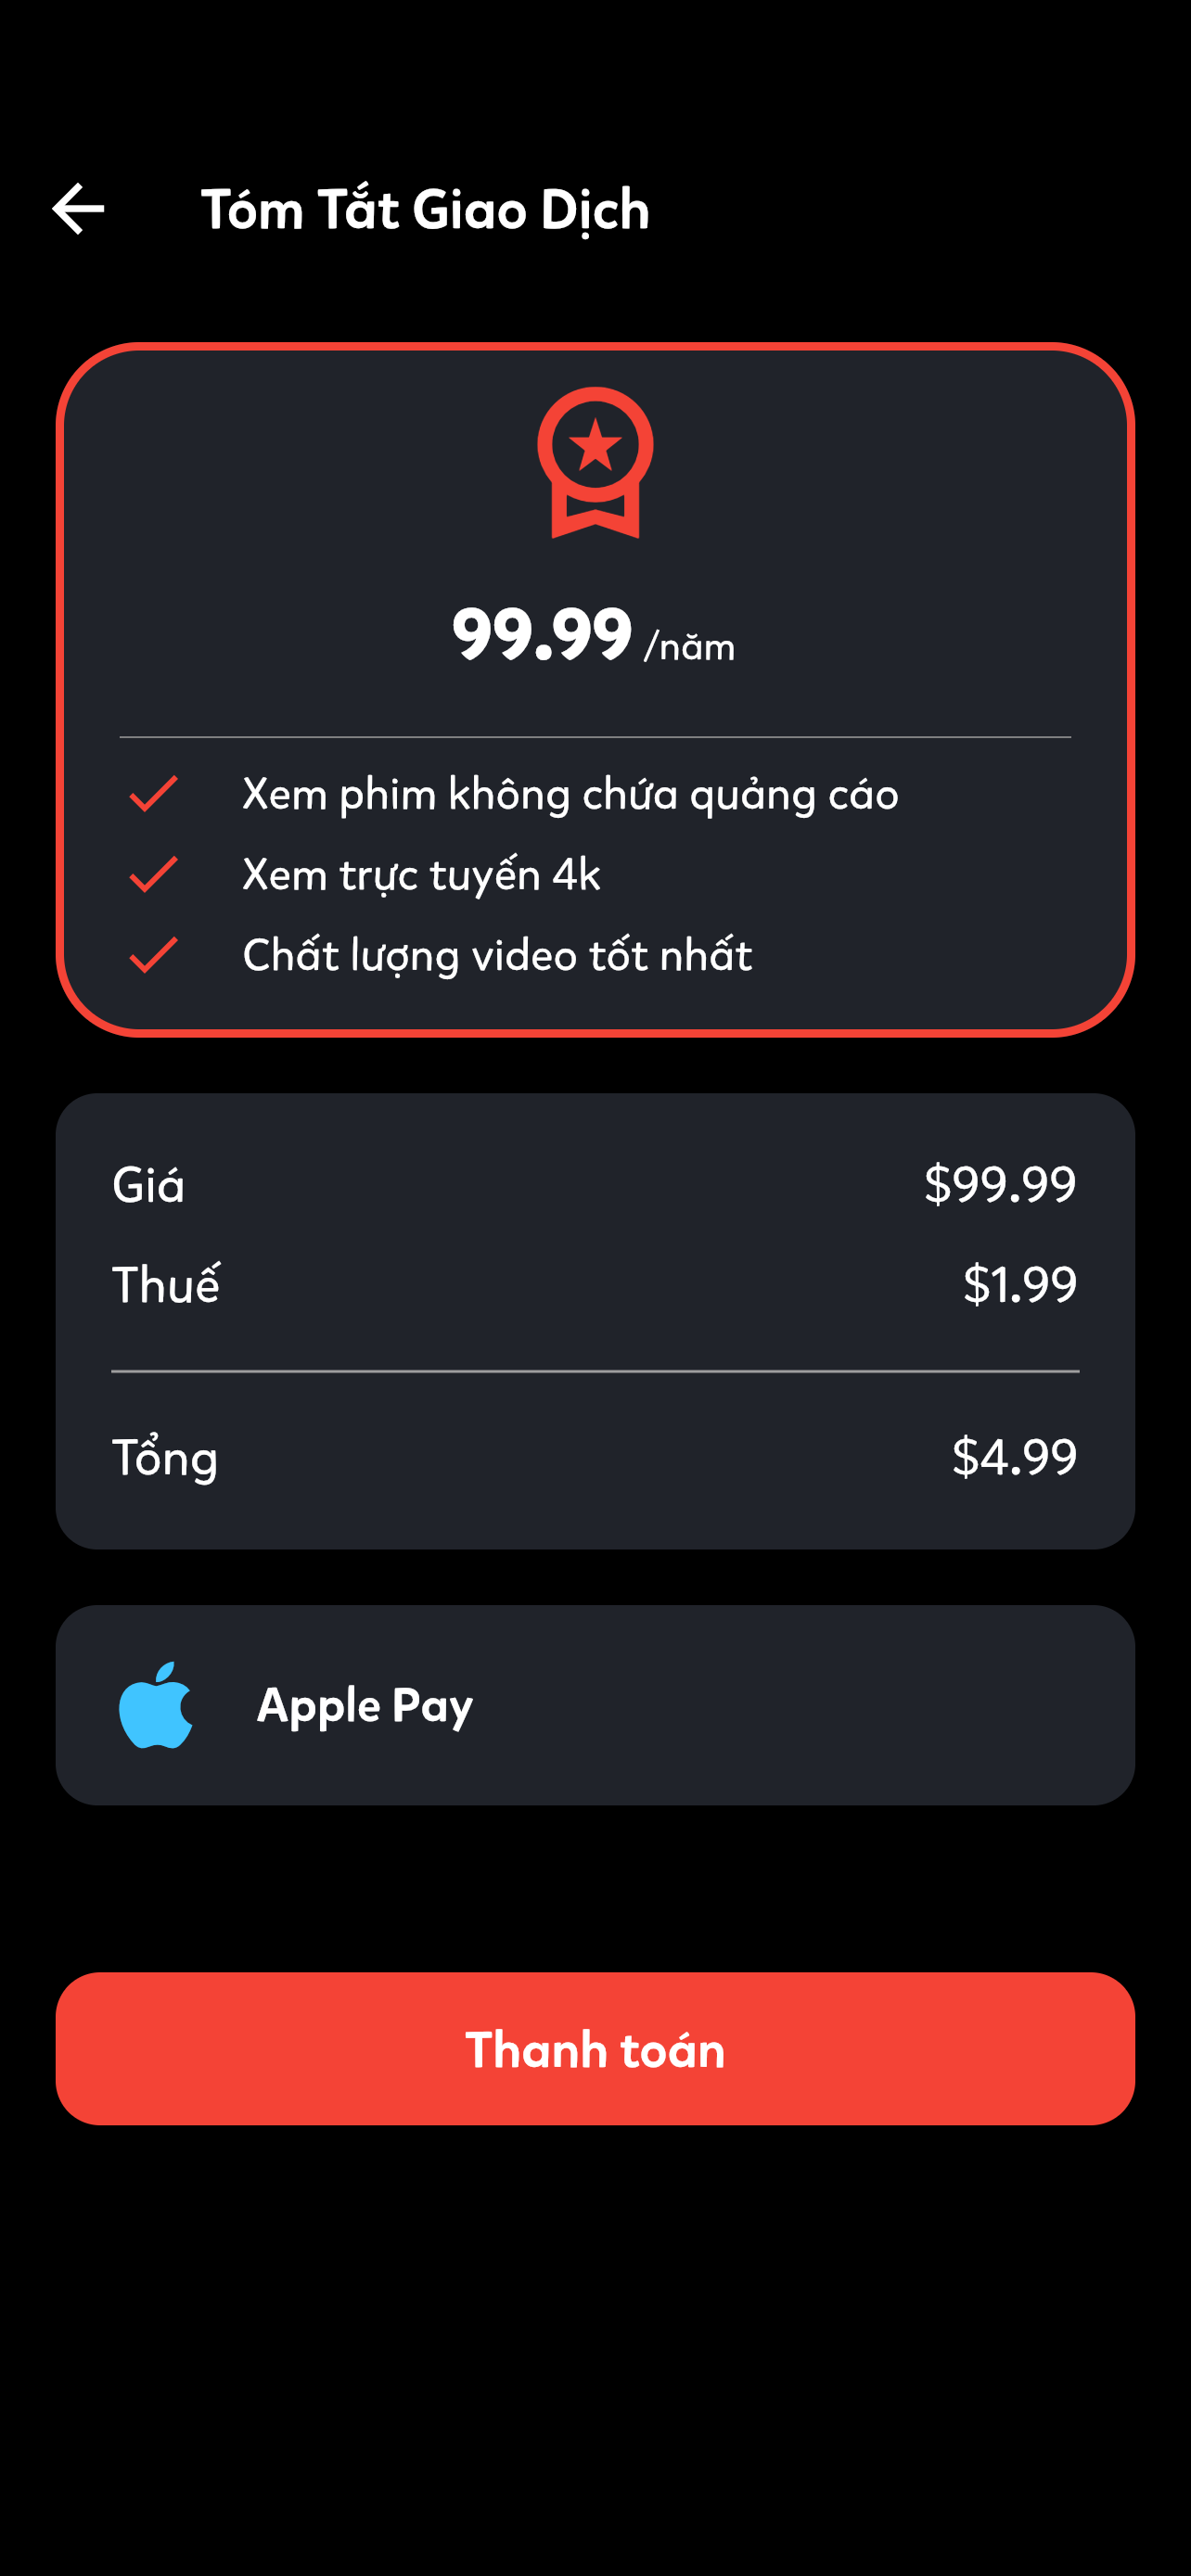 Tóm Tắt Giao Dịch
99.99 /năm
Xem phim không chứa quảng cáo
Xem trực tuyến 4k
Chất lượng video tốt nhất
Giá $99.99
Thuế $1.99
Tổng $4.99
Apple Pay
Thanh toán